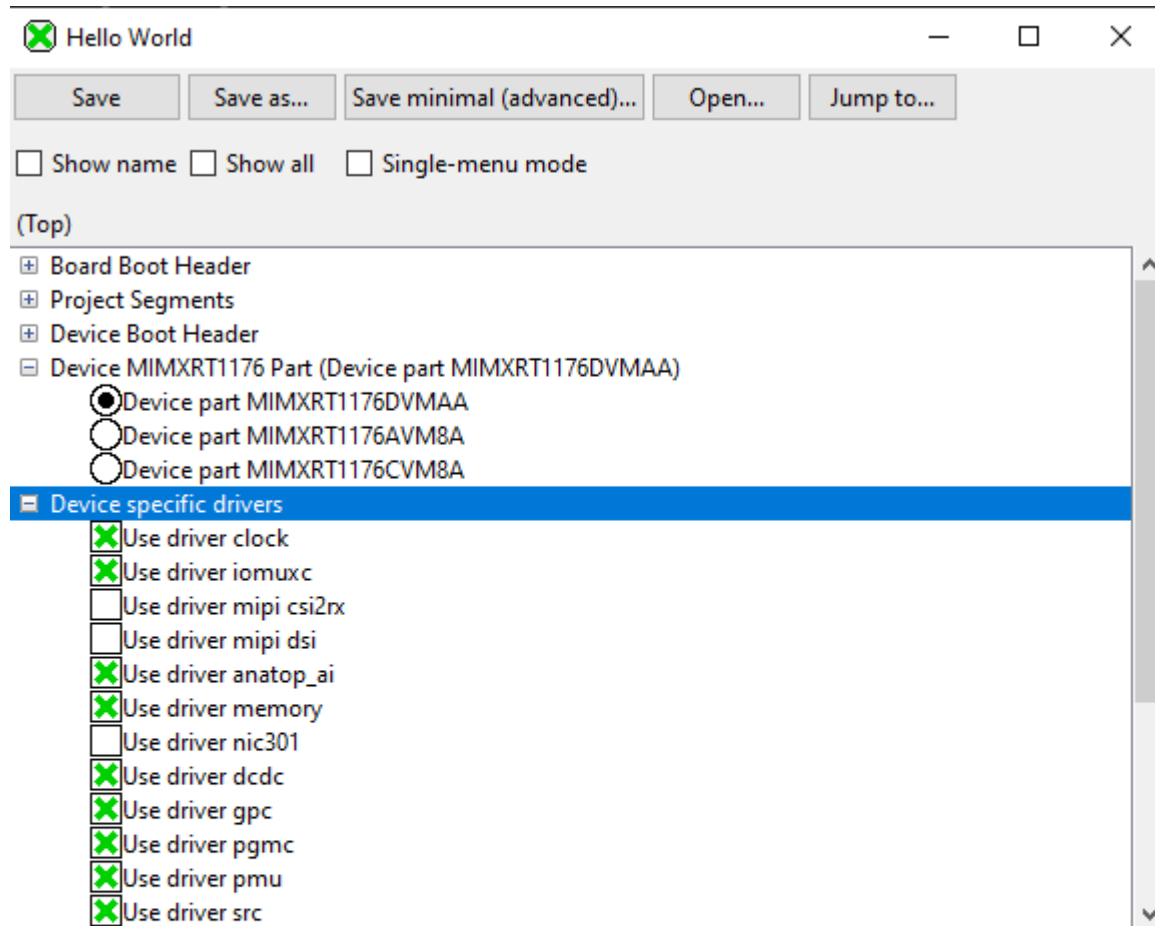 Hello World
Save Save as... Save minimal (advanced)... Open... Jump to...
Show name Show all Single-menu mode
(Top)
Board Boot Header
Project Segments
Device Boot Header
Device MIMXRT1176 Part (Device part MIMXRT1176DVMAA)
Device part MIMXRT1176DVMAA
Device part MIMXRT1176AVM8A
Device part MIMXRT1176CVM8A
Device specific drivers
Use driver clock
Use driver iomuxc
Use driver mipi csi2rx
Use driver mipi dsi
Use driver anatop_ai
Use driver memory
Use driver nic301
Use driver dcdc
Use driver gpc
Use driver pgmc
Use driver pmu
Use driver src